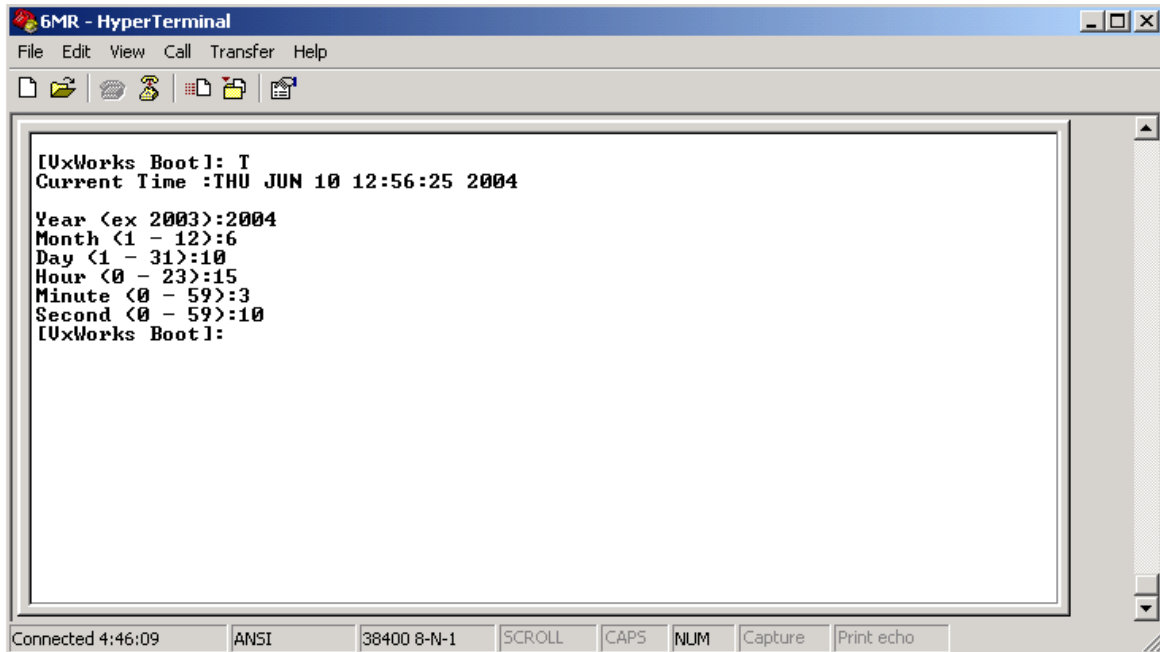 6MR - HyperTerminal
File Edit View Call Transfer Help
[VxWorks Boot]: T
Current Time :THU JUN 10 12:56:25 2004
Year (ex 2003):2004
Month (1 - 12):6
Day (1 - 31):10
Hour (0 - 23):15
Minute (0 - 59):3
Second (0 - 59):10
[VxWorks Boot]:
Connected 4:46:09 ANSI 38400 8-N-1 SCROLL CAPS NUM Capture Print echo